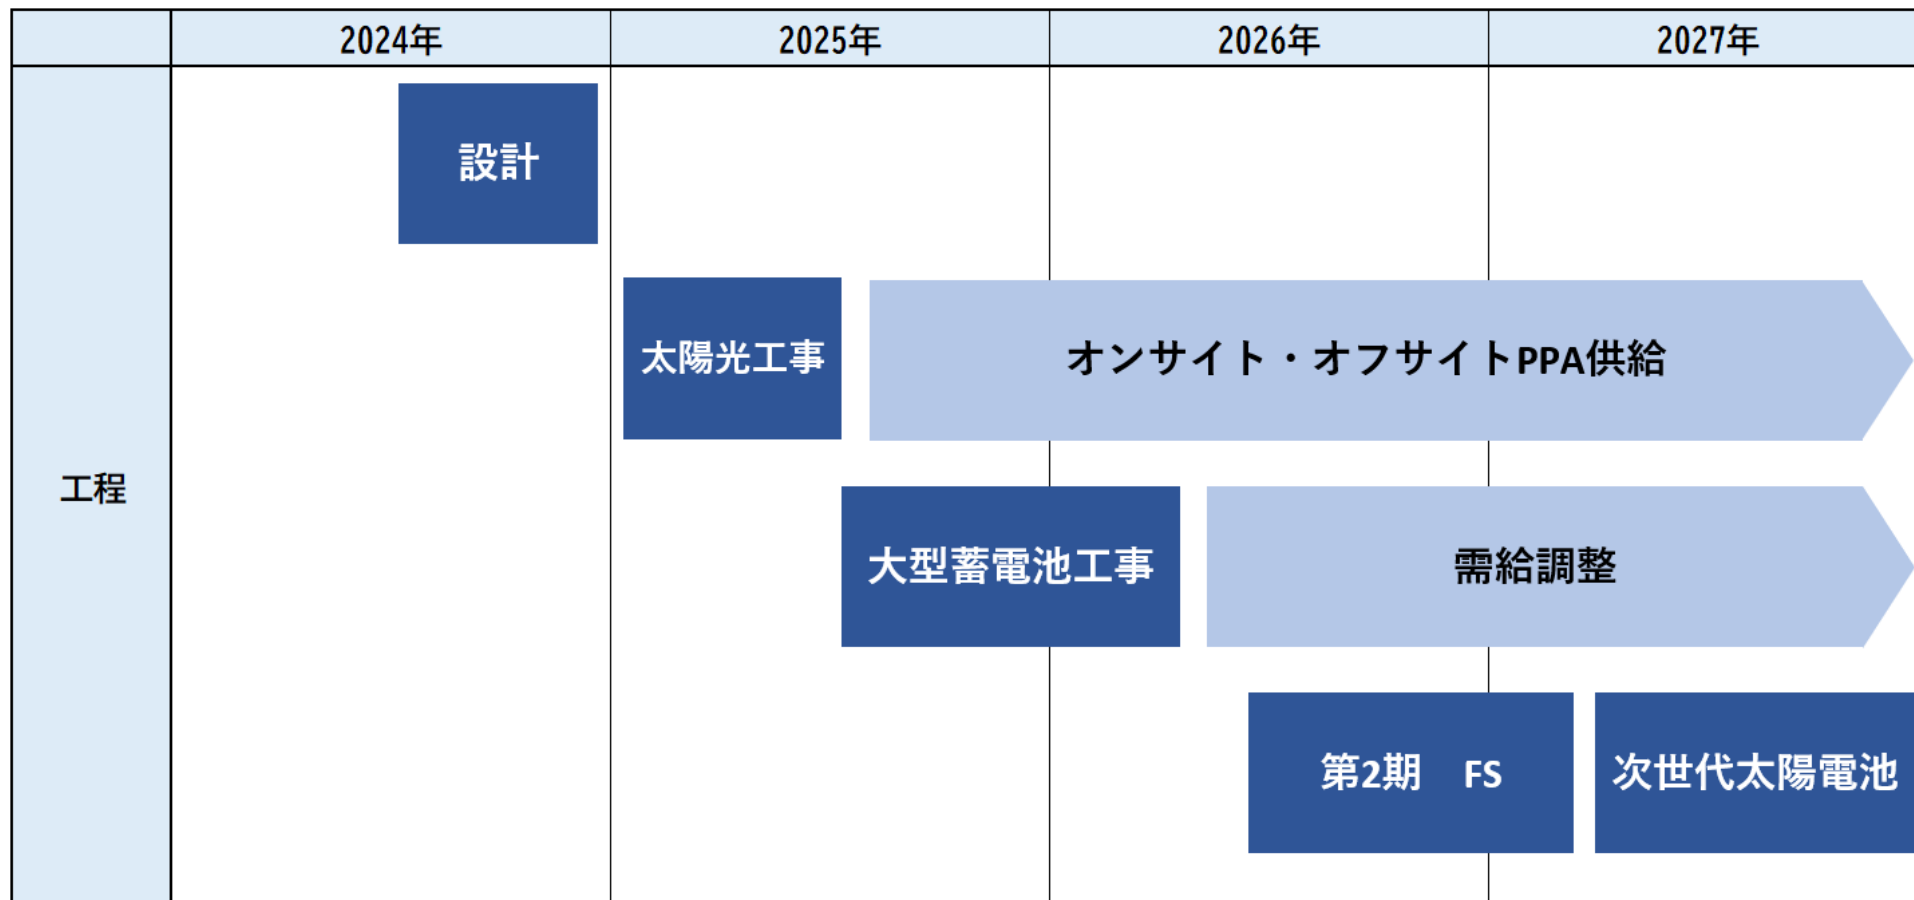 2024年
2025年
2026年
2027年
工程
設計
太陽光工事
オンサイト・オフサイトPPA供給
大型蓄電池工事
需給調整
第2期　FS
次世代太陽電池